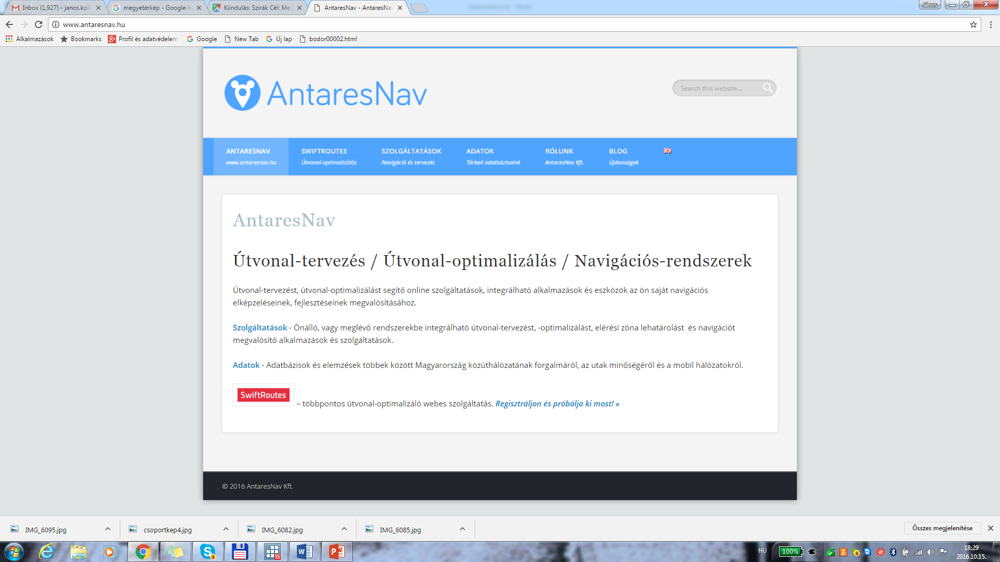 Inbox (1,927) - janos.koll
megyetérkép - Google-k
Kiindulás: Szirák Cél: Mez
AntaresNav - AntaresNav
János
www.antaresnav.hu
Alkalmazások
Bookmarks
Profil és adatvédelem
Google
New Tab
Új lap
bodor00002.html
AntaresNav
Search this website...
ANTARESNAV
www.antaresnav.hu
SWIFTROUTES
Útvonal-optimalizálás
SZOLGÁLTATÁSOK
Navigáció és tervezés
ADATOK
Térbeli adatbázisaink
RÓLUNK
AntaresNav Kft.
BLOG
Újdonságok
AntaresNav
Útvonal-tervezés / Útvonal-optimalizálás / Navigációs-rendszerek
Útvonal-tervezést, útvonal-optimalizálást segítő online szolgáltatások, integrálható alkalmazások és eszközök az ön saját navigációs
elképzeléseinek, fejlesztéseinek megvalósításához.
Szolgáltatások - Önálló, vagy meglévő rendszerekbe integrálható útvonal-tervezést, -optimalizálást, elérési zóna lehatárolást és navigációt
megvalósító alkalmazások és szolgáltatások.
Adatok - Adatbázisok és elemzések többek között Magyarország közúthálózatának forgalmáról, az utak minőségéről és a mobil hálózatokról.
SwiftRoutes – többpontos útvonal-optimalizáló webes szolgáltatás. Regisztráljon és próbálja ki most! »
© 2016 AntaresNav Kft.
IMG_6095.jpg
csoportkep4.jpg
IMG_6082.jpg
IMG_6085.jpg
Összes megjelenítése
13
HU
100%
18:29
2016.10.15.